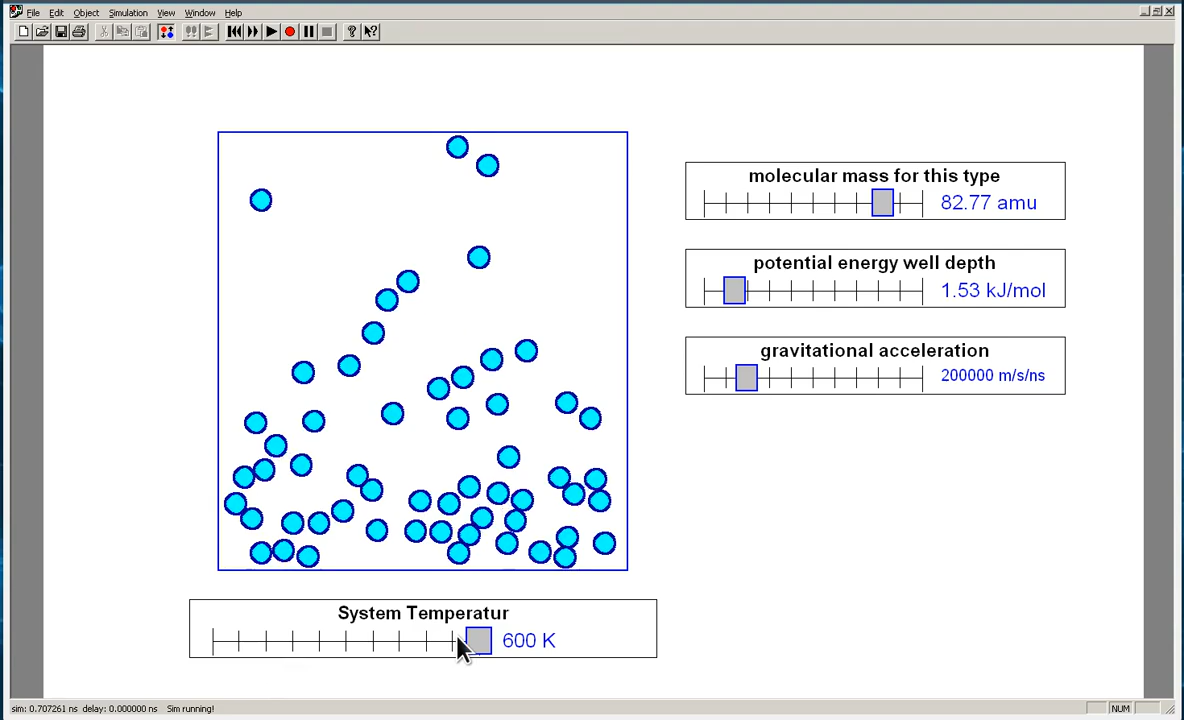 File Edit Object Simulation View Window Help
molecular mass for this type
82.77 amu
potential energy well depth
1.53 kJ/mol
gravitational acceleration
200000 m/s/ns
System Temperatur
600 K
sim: 0.707261 ns delay: 0.000000 ns Sim running!
NUM